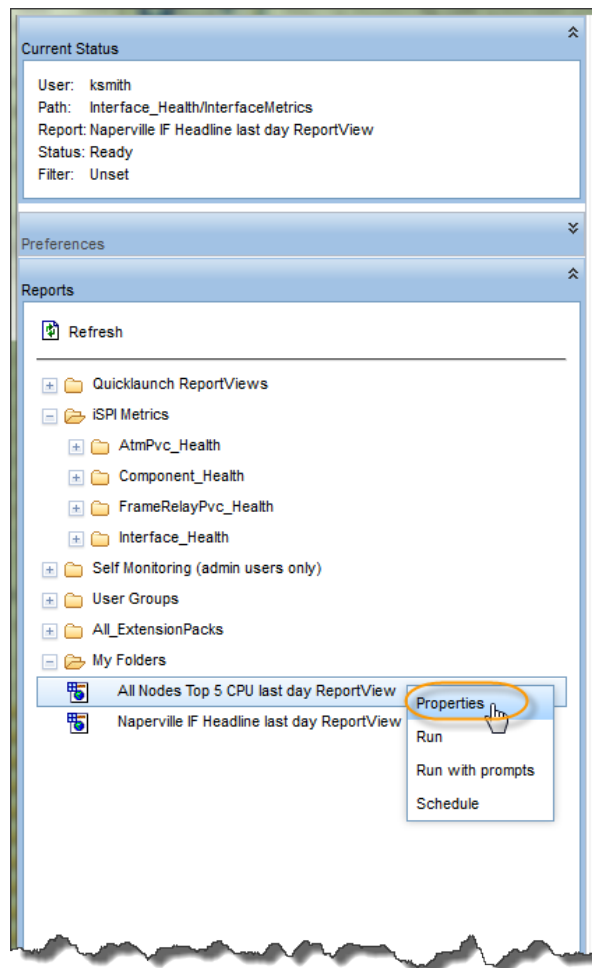 Current Status
User: ksmith
Path: Interface_Health/InterfaceMetrics
Report: Naperville IF Headline last day ReportView
Status: Ready
Filter: Unset
Preferences
Reports
Refresh
Quicklaunch ReportViews
iSPI Metrics
AtmPvc_Health
Component_Health
FrameRelayPvc_Health
Interface_Health
Self Monitoring (admin users only)
User Groups
All_ExtensionPacks
My Folders
All Nodes Top 5 CPU last day ReportView
Naperville IF Headline last day ReportView
Properties
Run
Run with prompts
Schedule